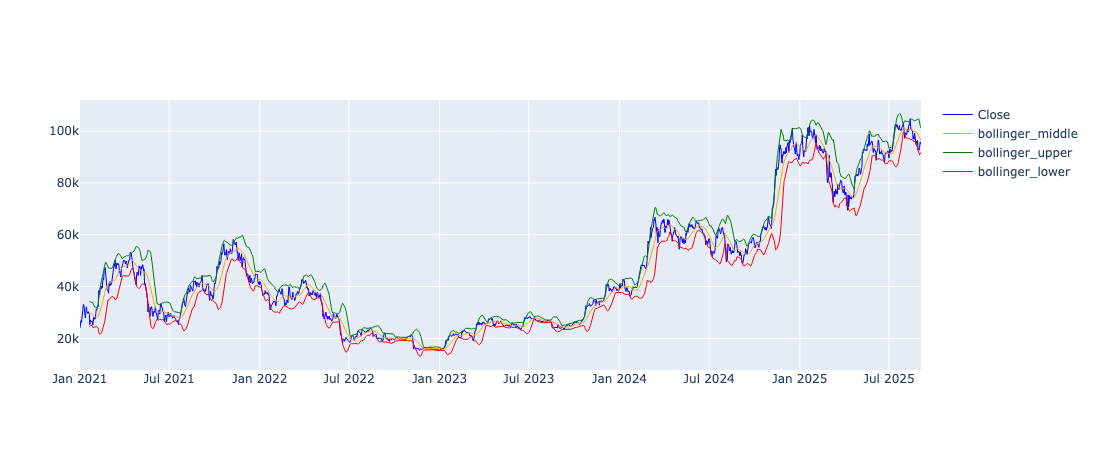 100k
80k
60k
40k
20k
Jan 2021 Jul 2021 Jan 2022 Jul 2022 Jan 2023 Jul 2023 Jan 2024 Jul 2024 Jan 2025 Jul 2025
Close
bollinger_middle
bollinger_upper
bollinger_lower